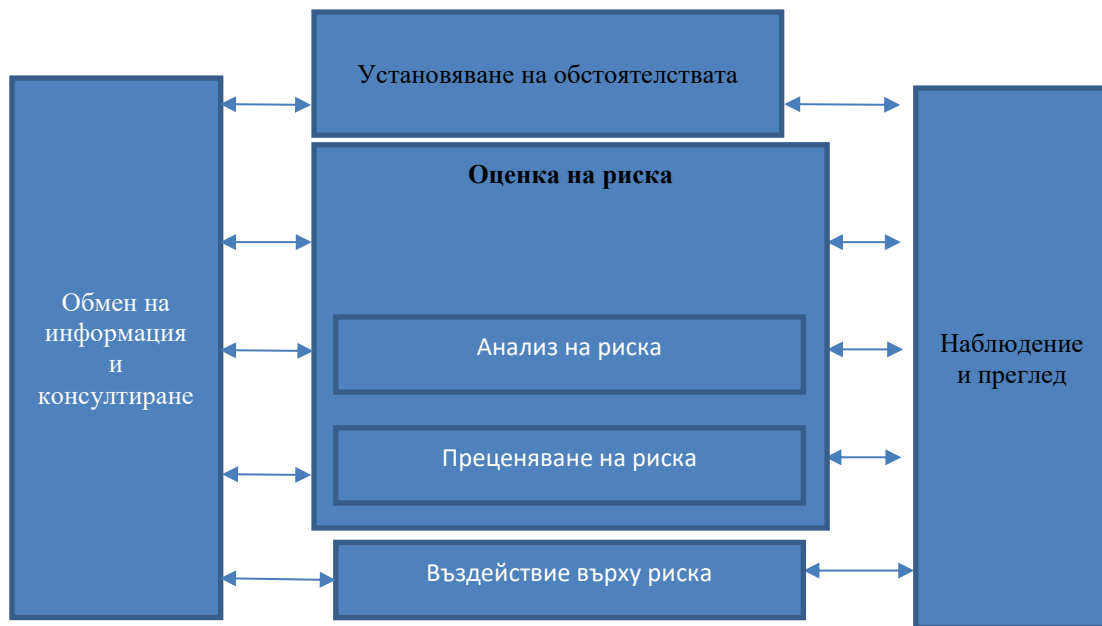 Установяване на обстоятелствата
Оценка на риска
Обмен на
информация
и
консултиране
Анализ на риска
Наблюдение
и преглед
Преценяване на риска
Въздействие върху риска